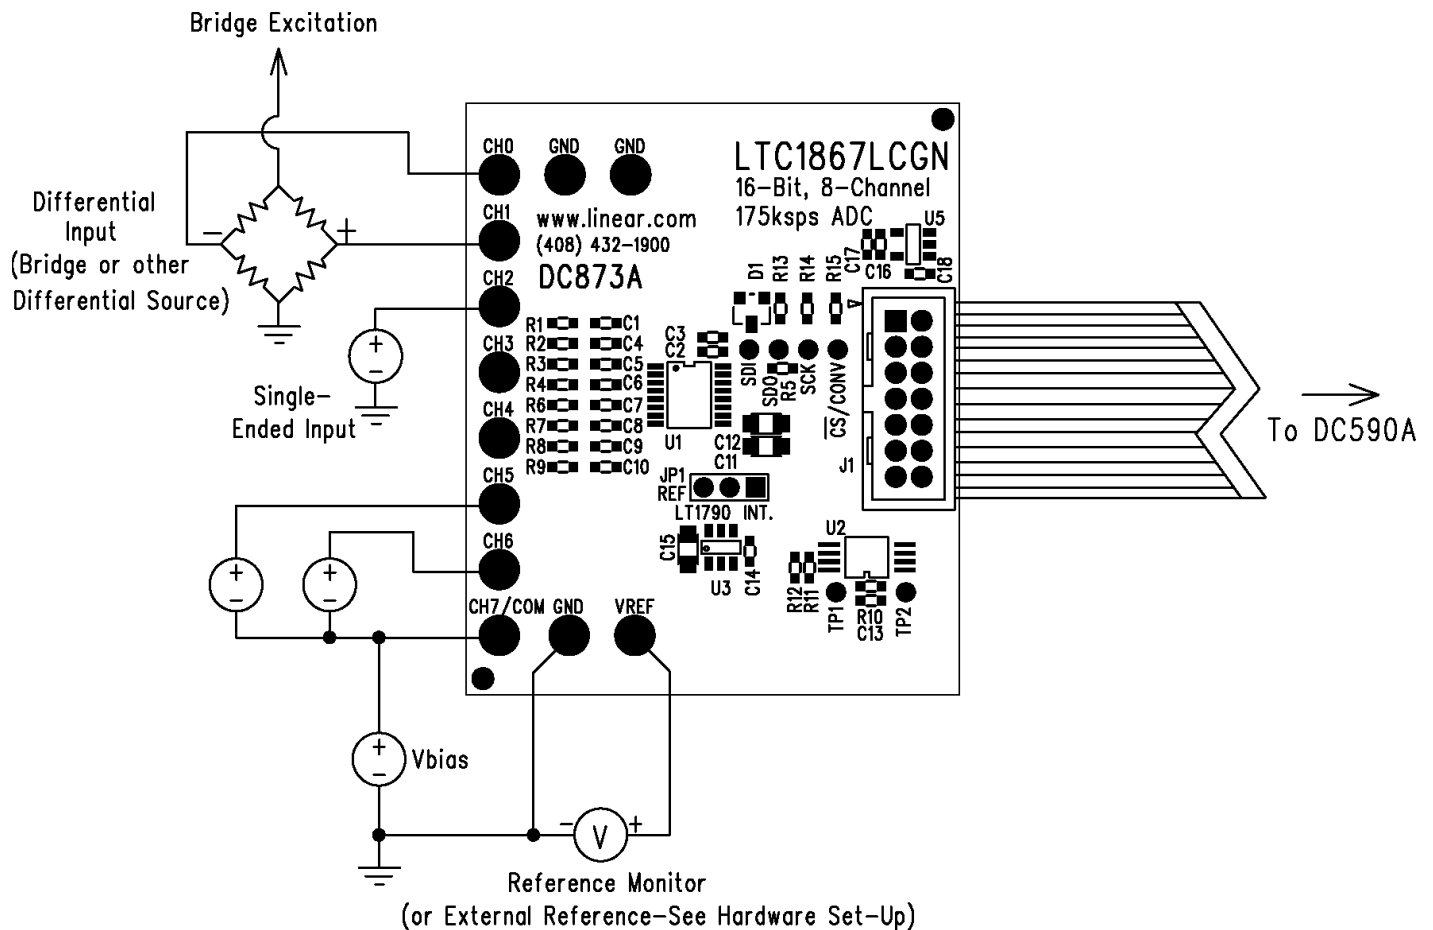 Bridge Excitation
Differential
Input
(Bridge or other
Differential Source)
−
+
+
−
Single-
Ended Input
+
−
+
−
+
−
Vbias
CH0
GND
GND
CH1
CH2
CH3
CH4
CH5
CH6
CH7/COM
GND
VREF
www.linear.com
(408) 432-1900
DC873A
LTC1867LCGN
16-Bit, 8-Channel
175ksps ADC
U5
C17
C16
C18
D1
R13
R14
R15
R1
C1
R2
C4
R3
C5
R4
C6
R6
C7
R7
C8
R8
C9
R9
C10
C3
C2
U1
SDI
SDO
R5
SCK
CS/CONV
C12
C11
J1
JP1
REF
LT1790
INT.
C15
U3
C14
U2
R12
R11
TP1
R10
C13
TP2
To DC590A
−
V
+
Reference Monitor
(or External Reference-See Hardware Set-Up)